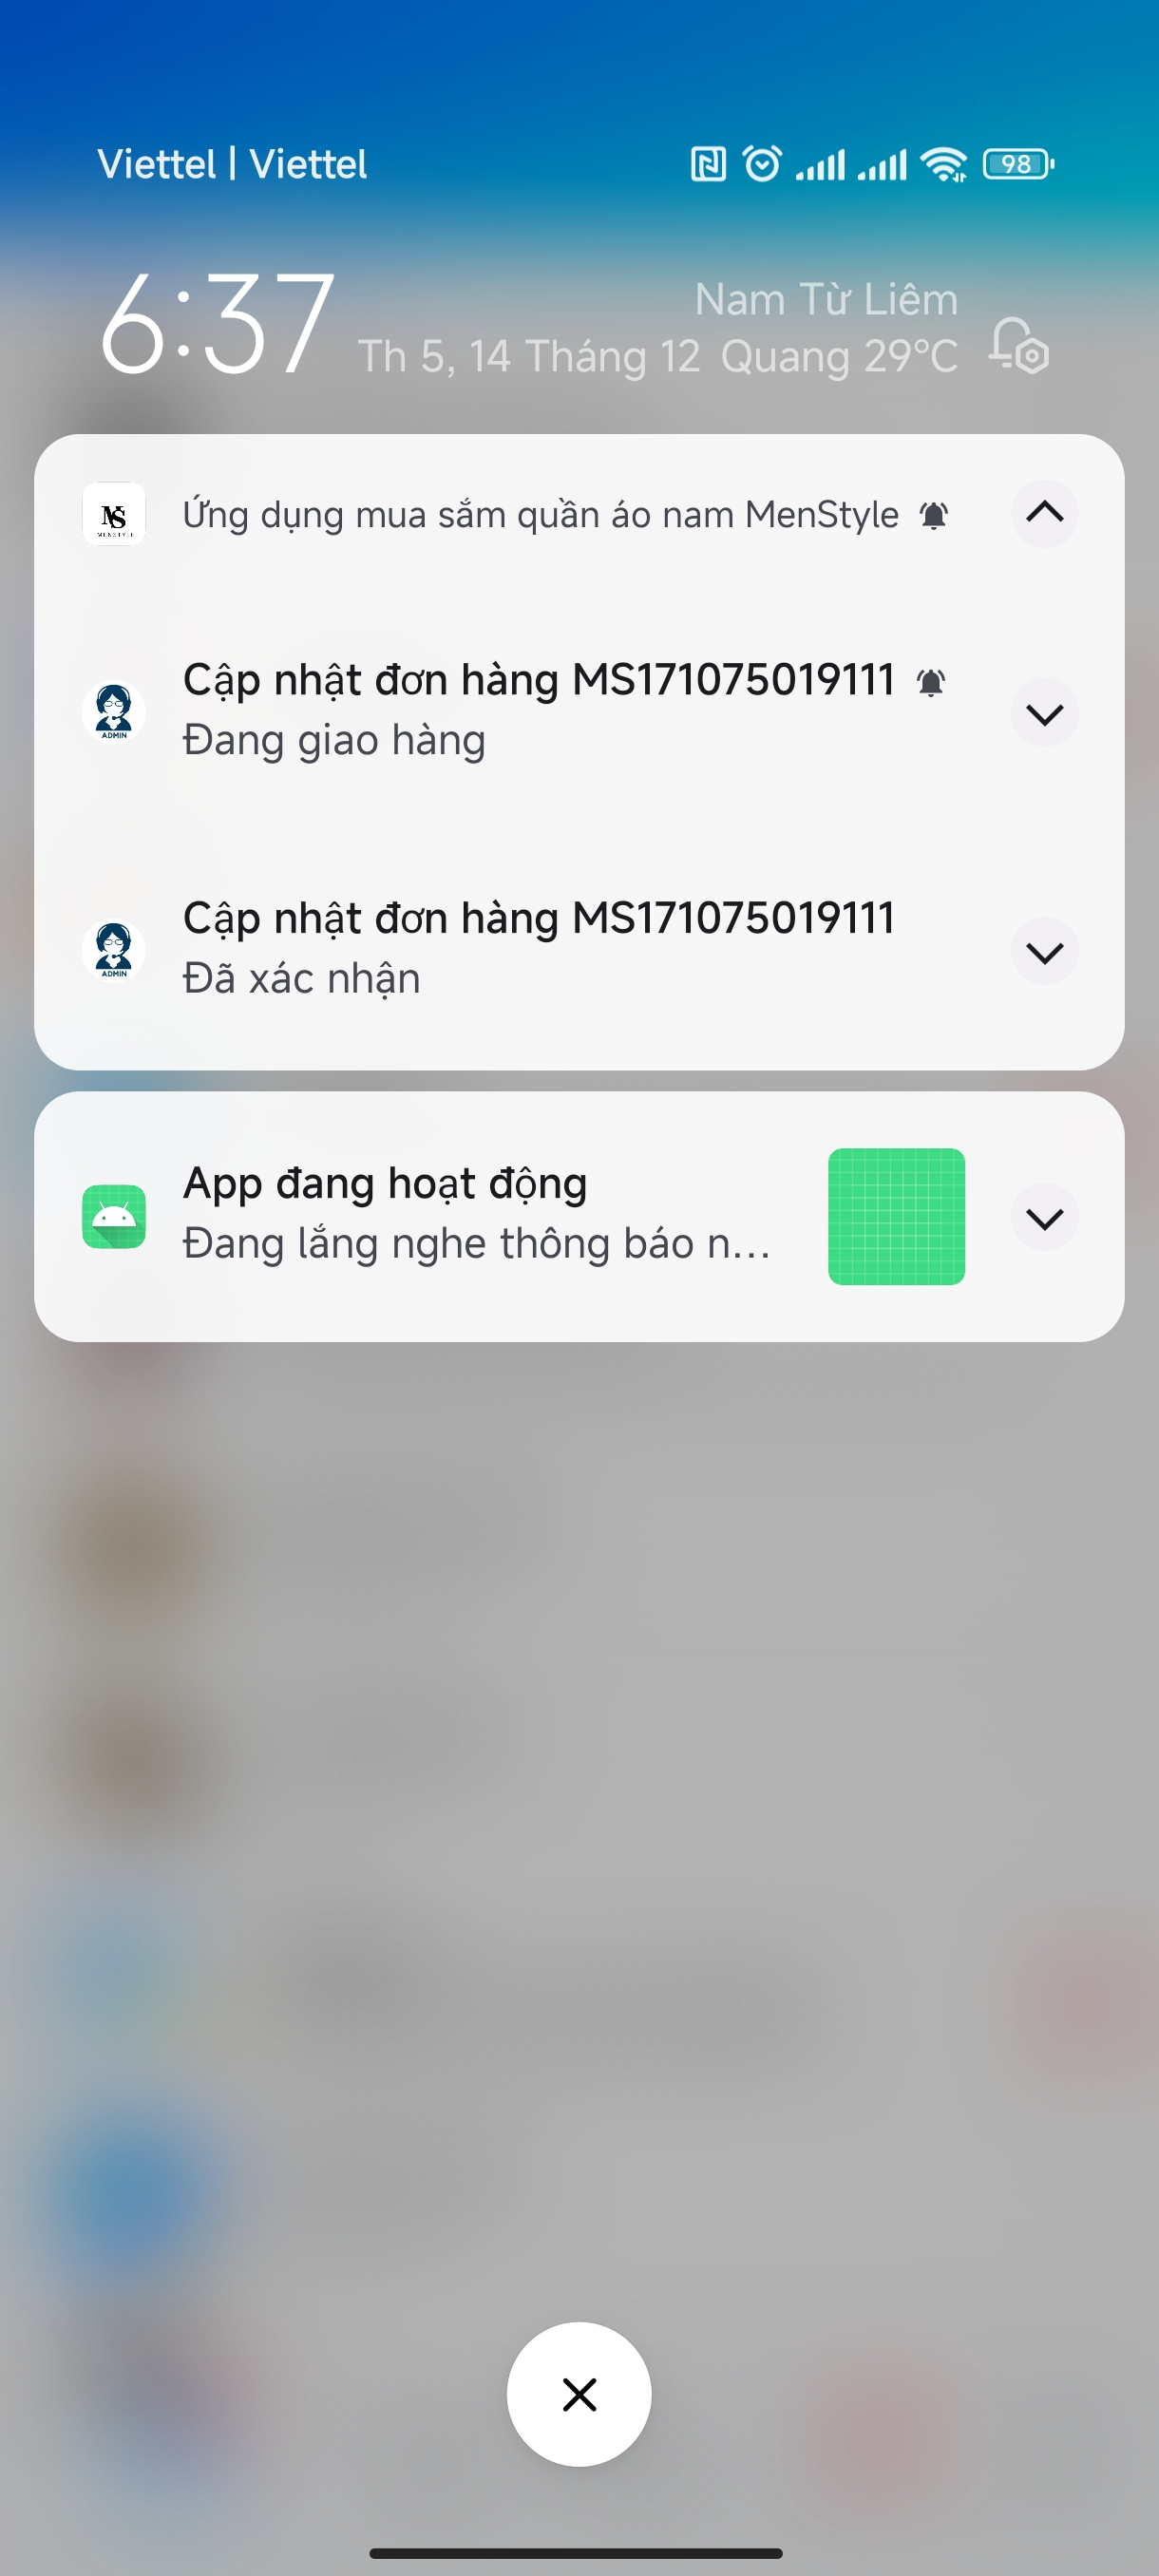 Viettel | Viettel
98
6:37
Nam Từ Liêm
Th 5, 14 Tháng 12 Quang 29°C
MS
MENSTYLE
Ứng dụng mua sắm quần áo nam MenStyle
Cập nhật đơn hàng MS171075019111
ADMIN
Đang giao hàng
Cập nhật đơn hàng MS171075019111
ADMIN
Đã xác nhận
App đang hoạt động
Đang lắng nghe thông báo n...